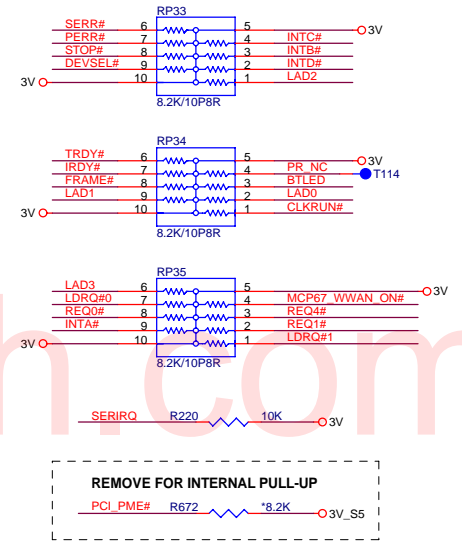 RP33
SERR# 6 5 3V
PERR# 7 4 INTC#
STOP# 8 3 INTB#
DEVSEL# 9 2 INTD#
3V 10 1 LAD2
8.2K/10P8R
RP34
TRDY# 6 5 3V
IRDY# 7 4 PR_NC T114
FRAME# 8 3 BTLED
LAD1 9 2 LAD0
3V 10 1 CLKRUN#
8.2K/10P8R
RP35
LAD3 6 5 3V
LDRQ#0 7 4 MCP67_WWAN_ON#
REQ0# 8 3 REQ4#
INTA# 9 2 REQ1#
3V 10 1 LDRQ#1
8.2K/10P8R
h.com
SERIRQ R220 10K 3V
REMOVE FOR INTERNAL PULL-UP
PCI_PME# R672 *8.2K 3V_S5